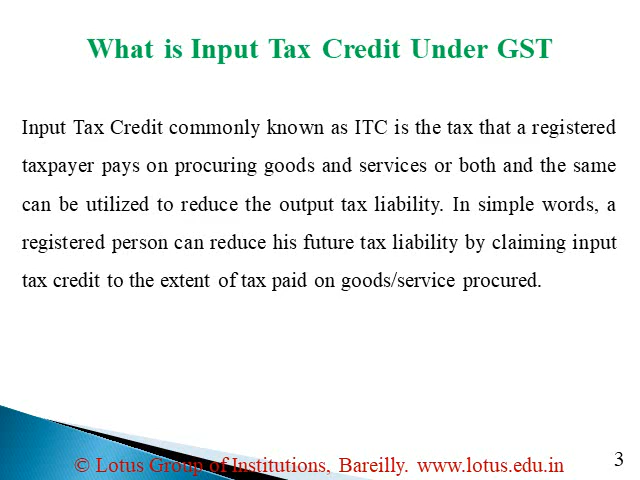 What is Input Tax Credit Under GST
Input Tax Credit commonly known as ITC is the tax that a registered
taxpayer pays on procuring goods and services or both and the same
can be utilized to reduce the output tax liability. In simple words, a
registered person can reduce his future tax liability by claiming input
tax credit to the extent of tax paid on goods/service procured.
© Lotus Group of Institutions, Bareilly. www.lotus.edu.in
3